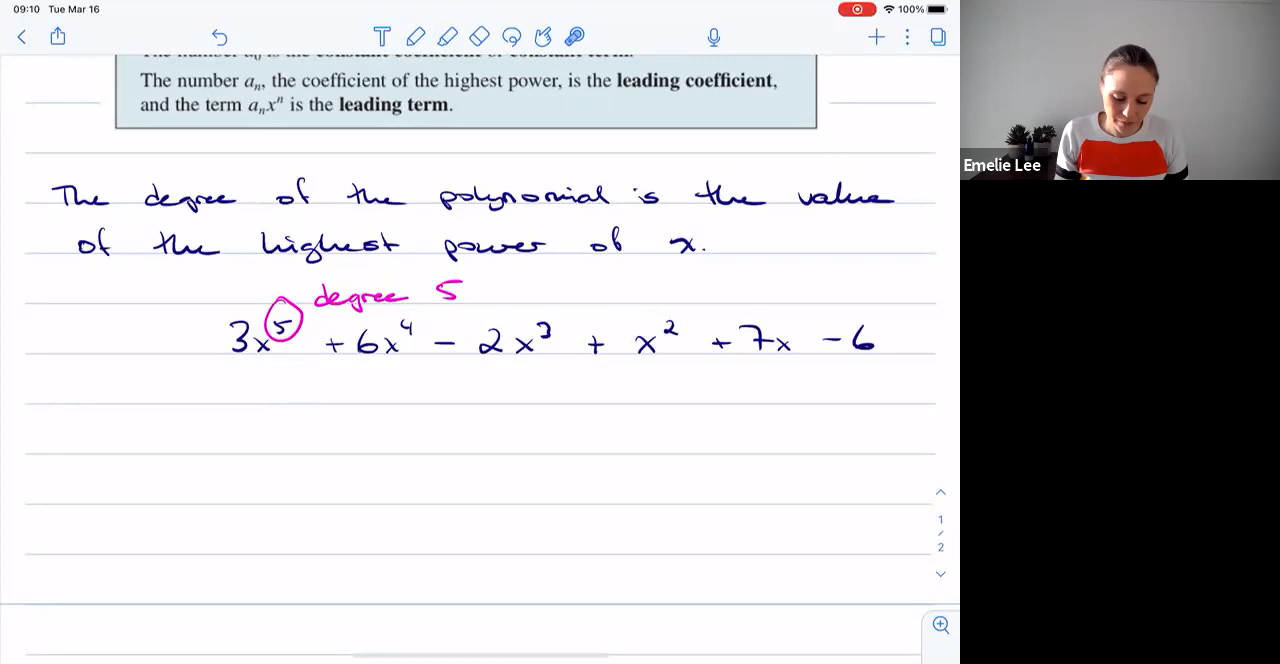 09:10 Tue Mar 16
100%
The number aₙ, the coefficient of the highest power, is the leading coefficient,
and the term aₙxⁿ is the leading term.
The degree of the polynomial is the value
of the highest power of x.
degree 5
3x⁵ + 6x⁴ - 2x³ + x² + 7x - 6
1
/
2
Emelie Lee